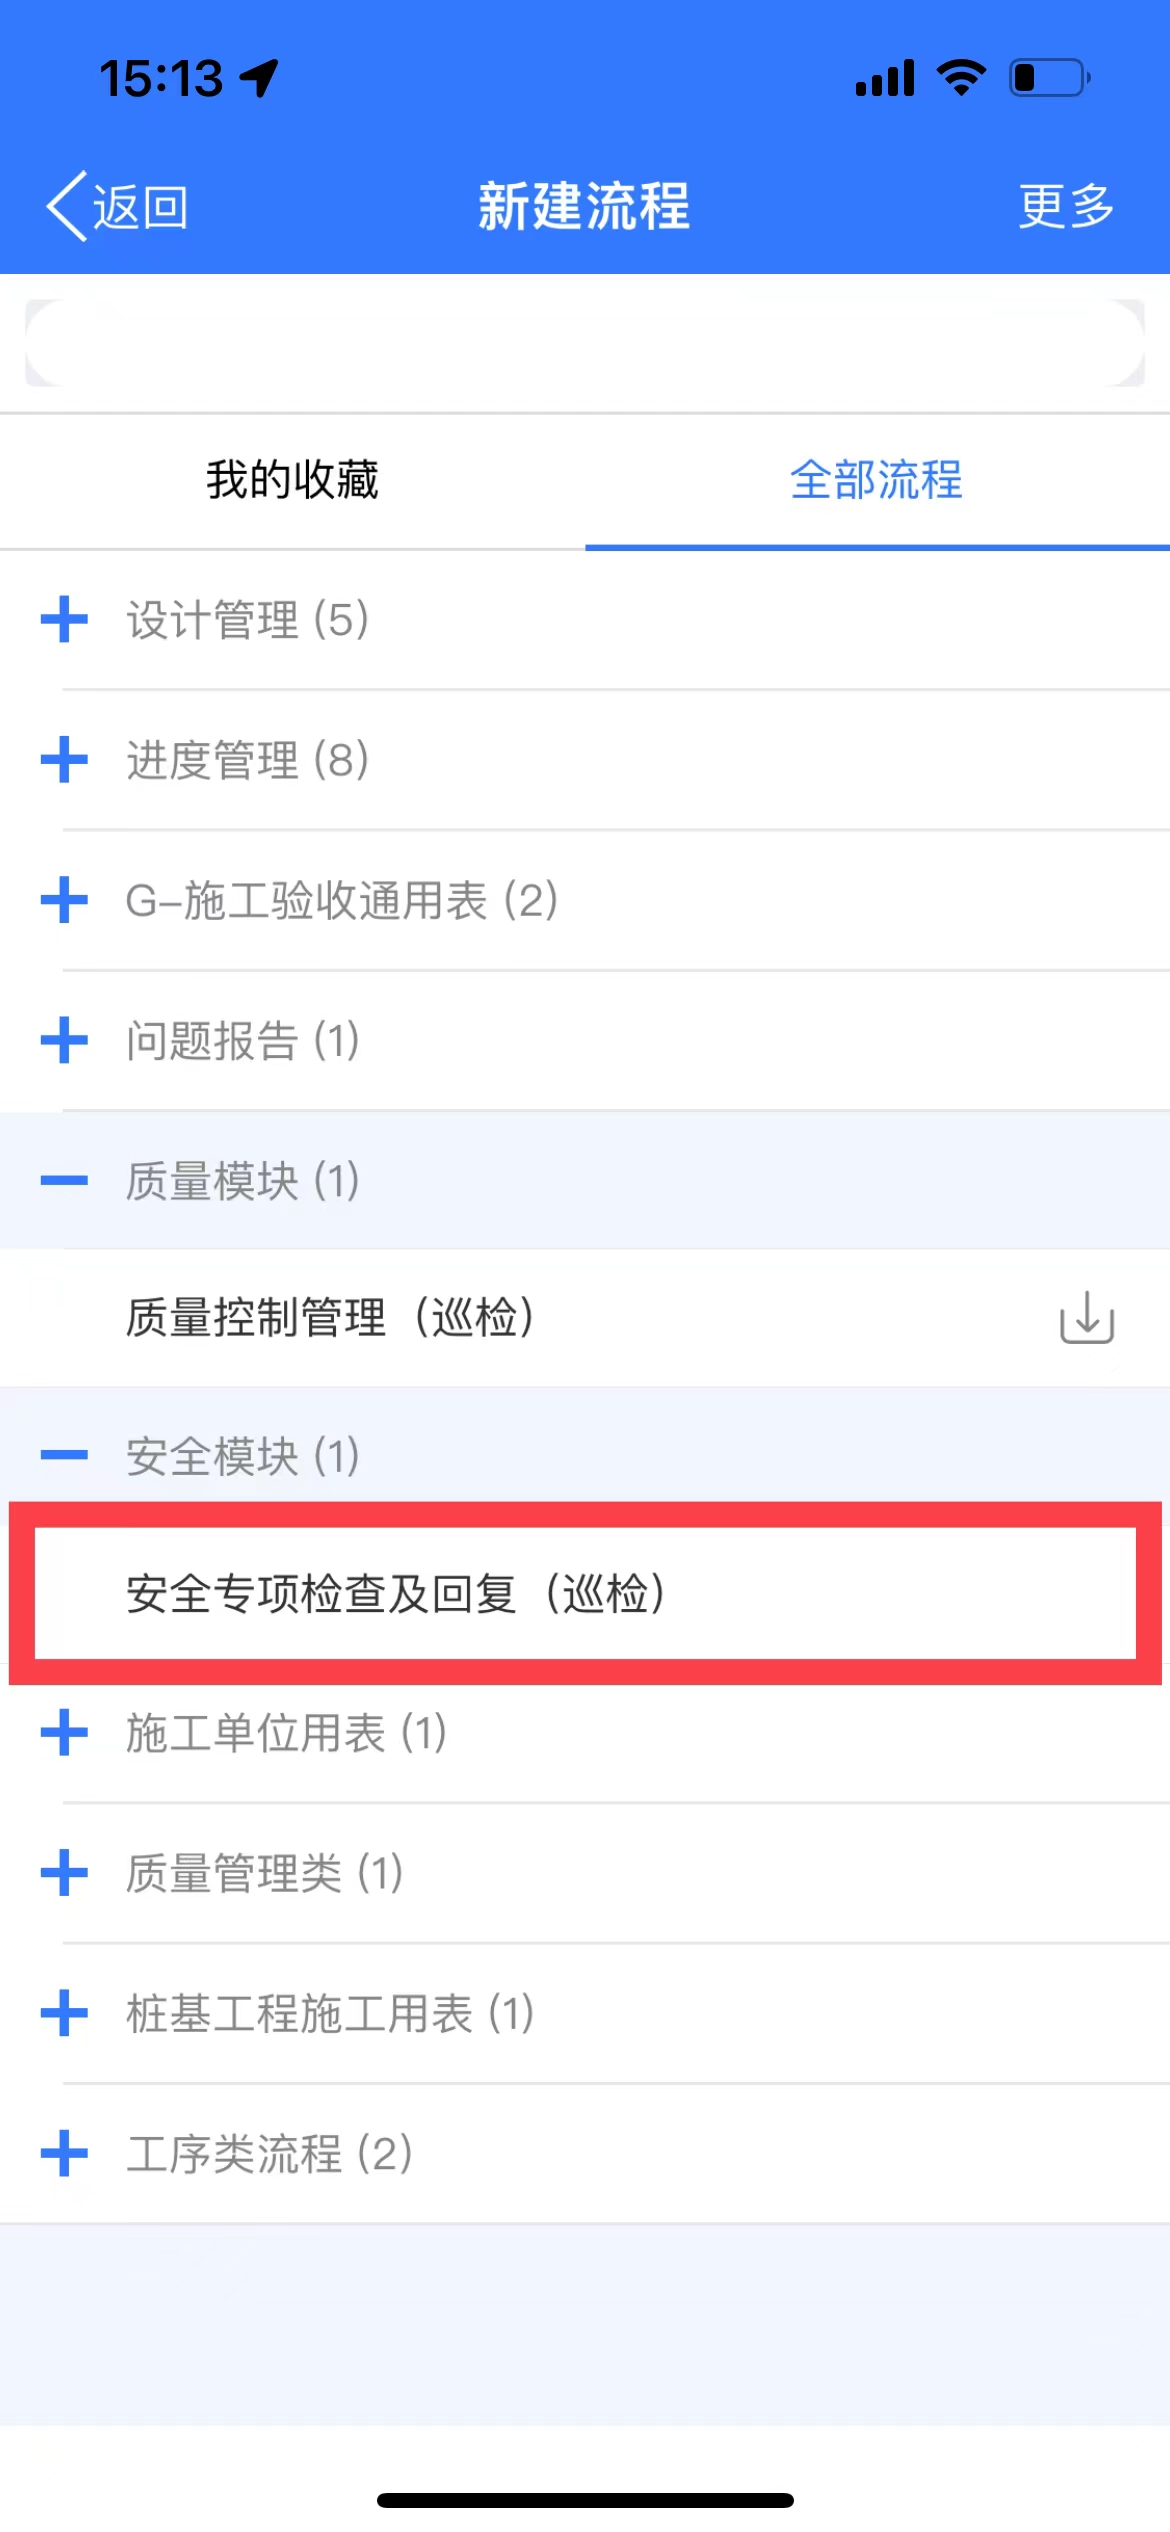 15:13
返回
新建流程
更多
我的收藏
全部流程
设计管理 (5)
进度管理 (8)
G-施工验收通用表 (2)
问题报告 (1)
质量模块 (1)
质量控制管理（巡检）
安全模块 (1)
安全专项检查及回复（巡检）
施工单位用表 (1)
质量管理类 (1)
桩基工程施工用表 (1)
工序类流程 (2)